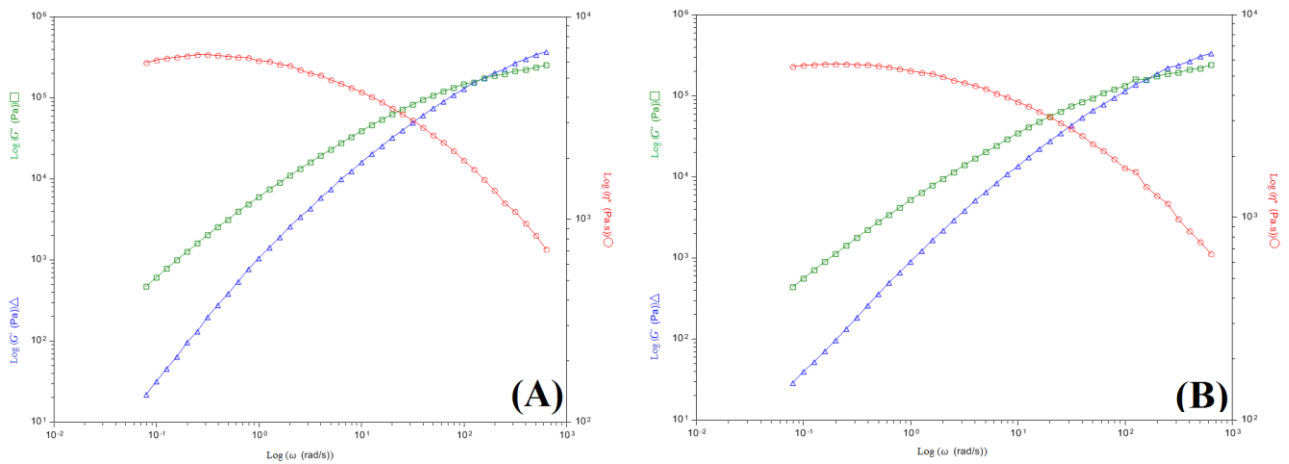 10⁶
10⁵
10⁴
10³
10²
10¹
Log (G'' (Pa))□
Log (G' (Pa))△
10⁴
10³
10²
Log (η* (Pa.s))○
(A)
10⁻² 10⁻¹ 10⁰ 10¹ 10² 10³
Log (ω (rad/s))
10⁶
10⁵
10⁴
10³
10²
10¹
Log (G'' (Pa))□
Log (G' (Pa))△
10⁴
10³
10²
Log (η* (Pa.s))○
(B)
10⁻² 10⁻¹ 10⁰ 10¹ 10² 10³
Log (ω (rad/s))